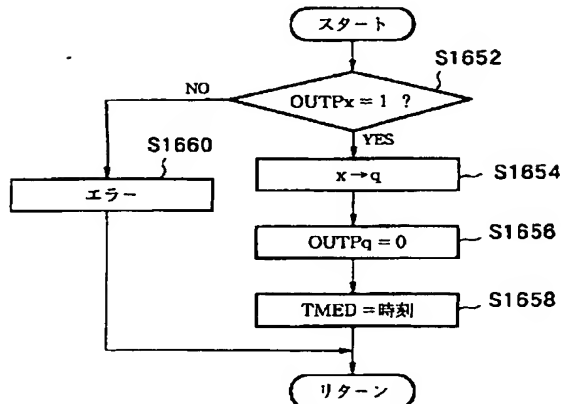 スタート
S1652
OUTPx = 1 ?
NO
YES
S1660
エラー
x→q
S1654
OUTPq = 0
S1656
TMED = 時刻
S1658
リターン